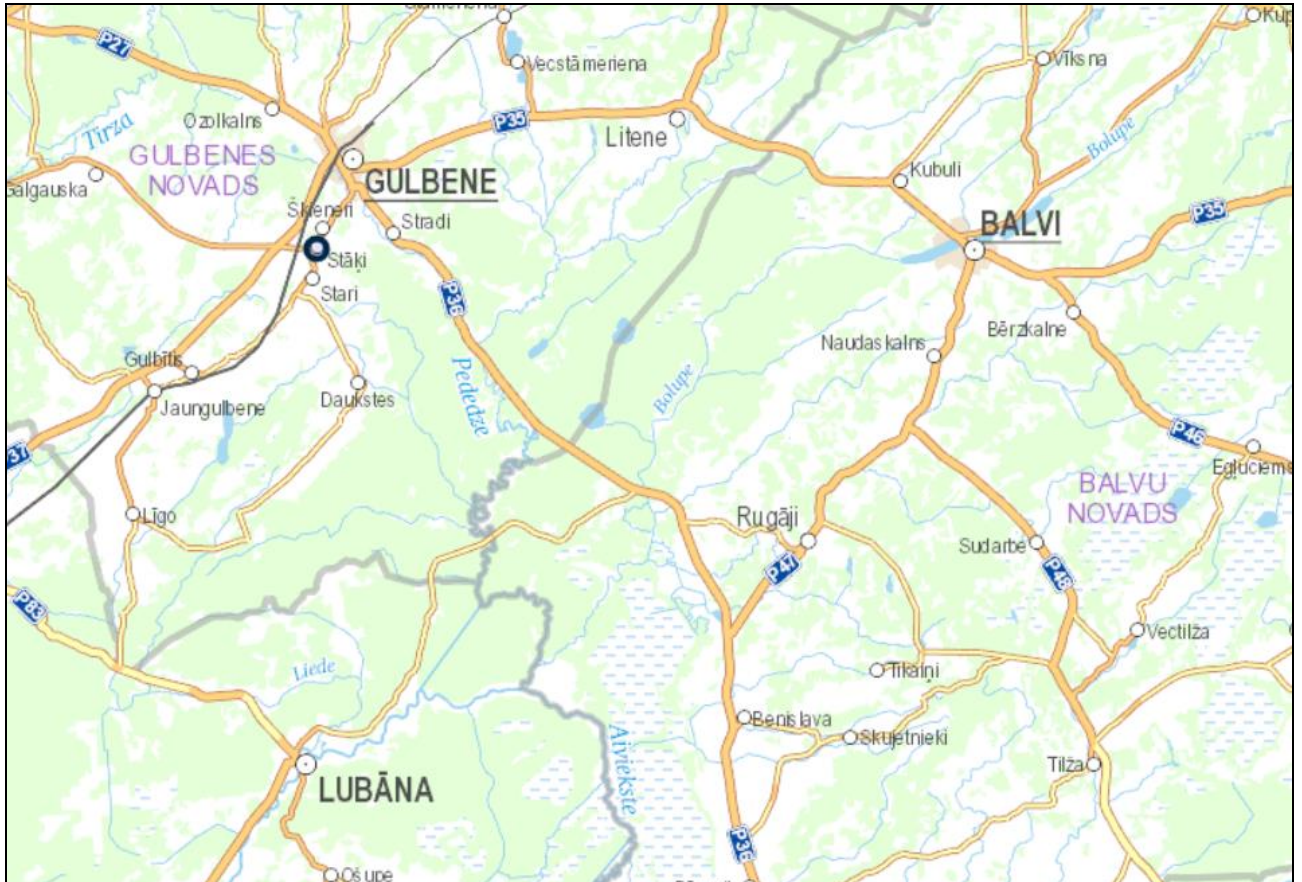 P27
Vecstāmeriena
Vīksna
Ozolkalns
Tirza
P35
Litene
Bolupe
GULBENES
NOVADS
Kubuli
GULBENE
P35
Šķieneri
Stradi
BALVI
Stāķi
Stari
P36
Bērzkalne
Naudaskalns
Gulbītis
Pededze
Bolupe
Jaungulbene
Daukstes
P46
37
BALVU
NOVADS
Līgo
Rugāji
Sudarbe
P47
P48
P83
Vectilža
Liede
Tikaiņi
Benislava
Skujetnieki
Aiviekste
Tilža
LUBĀNA
P36
Ošupe